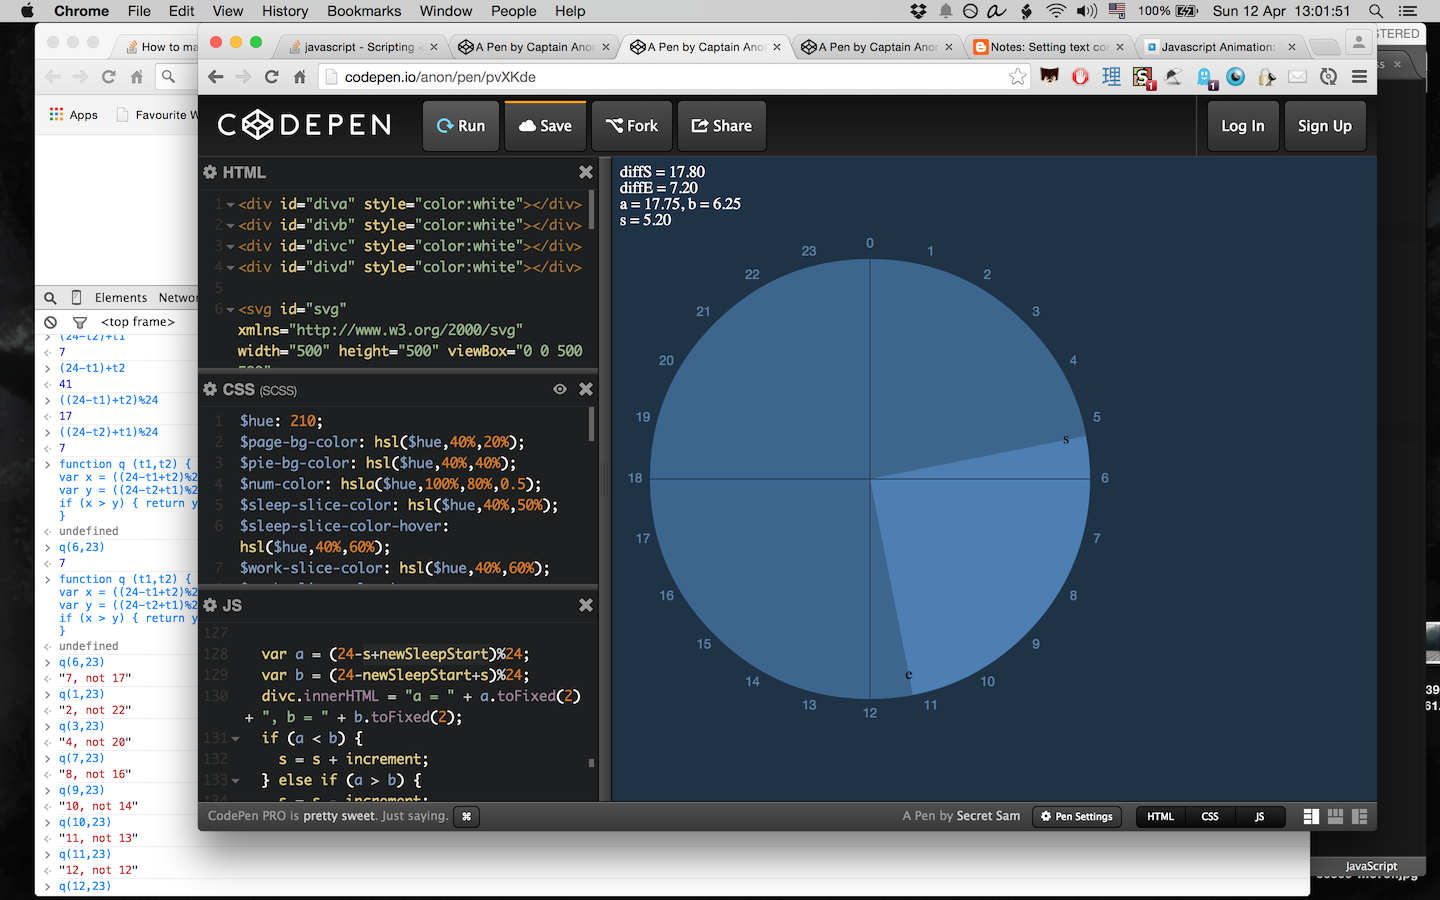 Chrome File Edit View History Bookmarks Window People Help 100% Sun 12 Apr 13:01:51
How to ma
javascript - Scripting
A Pen by Captain Anon
A Pen by Captain Anon
A Pen by Captain Anon
Notes: Setting text co
Javascript Animation:
STERED
codepen.io/anon/pen/pvXKde
Apps Favourite W
CODEPEN Run Save Fork Share Log In Sign Up
HTML
1 <div id="diva" style="color:white"></div>
2 <div id="divb" style="color:white"></div>
3 <div id="divc" style="color:white"></div>
4 <div id="divd" style="color:white"></div>
5
6 <svg id="svg"
xmlns="http://www.w3.org/2000/svg"
width="500" height="500" viewBox="0 0 500
CSS (SCSS)
1 $hue: 210;
2 $page-bg-color: hsl($hue,40%,20%);
3 $pie-bg-color: hsl($hue,40%,40%);
4 $num-color: hsla($hue,100%,80%,0.5);
5 $sleep-slice-color: hsl($hue,40%,50%);
6 $sleep-slice-color-hover:
hsl($hue,40%,60%);
7 $work-slice-color: hsl($hue,40%,60%);
JS
127
128 var a = (24-s+newSleepStart)%24;
129 var b = (24-newSleepStart+s)%24;
130 divc.innerHTML = "a = " + a.toFixed(2)
+ ", b = " + b.toFixed(2);
131 if (a < b) {
132 s = s + increment;
133 } else if (a > b) {
134 s = s - increment;
diffS = 17.80
diffE = 7.20
a = 17.75, b = 6.25
s = 5.20
0
1
2
3
4
5
6
7
8
9
10
11
12
13
14
15
16
17
18
19
20
21
22
23
s
e
Elements Networ
<top frame>
(24-t2)+t1
7
(24-t1)+t2
41
((24-t1)+t2)%24
17
((24-t2)+t1)%24
7
function q (t1,t2) {
var x = ((24-t1+t2)%2
var y = ((24-t2+t1)%2
if (x > y) { return y
}
undefined
q(6,23)
7
function q (t1,t2) {
var x = ((24-t1+t2)%2
var y = ((24-t2+t1)%2
if (x > y) { return y
}
undefined
q(6,23)
"7, not 17"
q(1,23)
"2, not 22"
q(3,23)
"4, not 20"
q(7,23)
"8, not 16"
q(9,23)
"10, not 14"
q(10,23)
"11, not 13"
q(11,23)
"12, not 12"
q(12,23)
CodePen PRO is pretty sweet. Just saying. ⌘ A Pen by Secret Sam Pen Settings HTML CSS JS
JavaScript